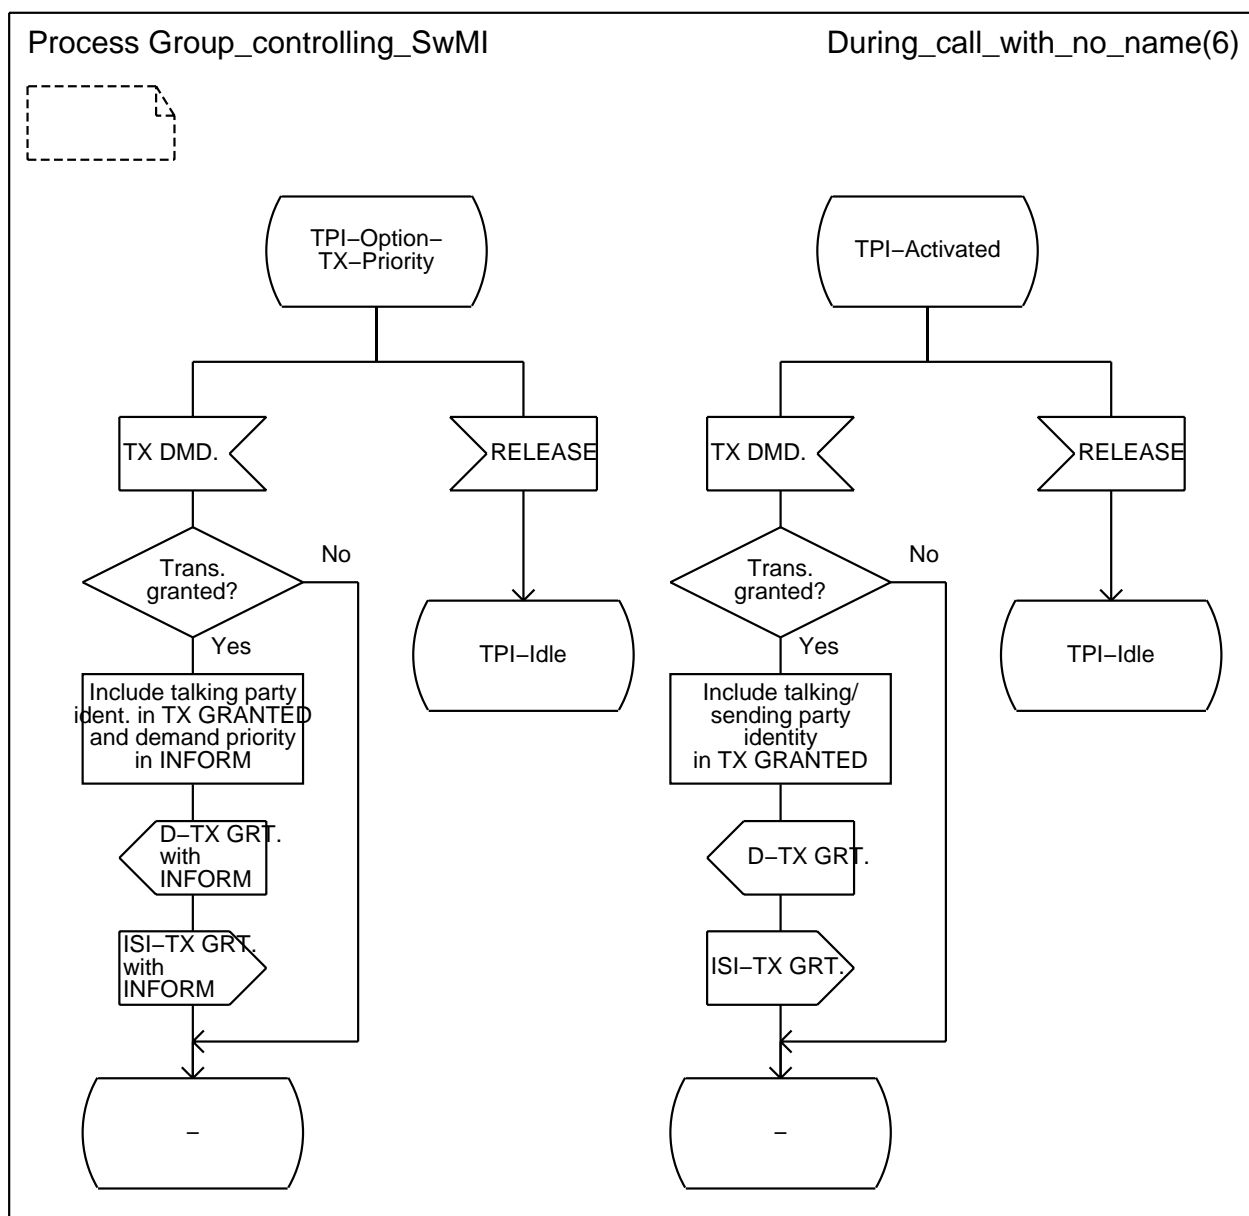 Process Group_controlling_SwMI
During_call_with_no_name(6)
TPI–Option–
TX–Priority
TPI–Activated
TX DMD.
RELEASE
TX DMD.
RELEASE
Trans.
granted?
No
Yes
TPI–Idle
Trans.
granted?
No
Yes
TPI–Idle
Include talking party
ident. in TX GRANTED
and demand priority
in INFORM
Include talking/
sending party
identity
in TX GRANTED
D–TX GRT.
with
INFORM
D–TX GRT.
ISI–TX GRT.
with
INFORM
ISI–TX GRT.
–
–